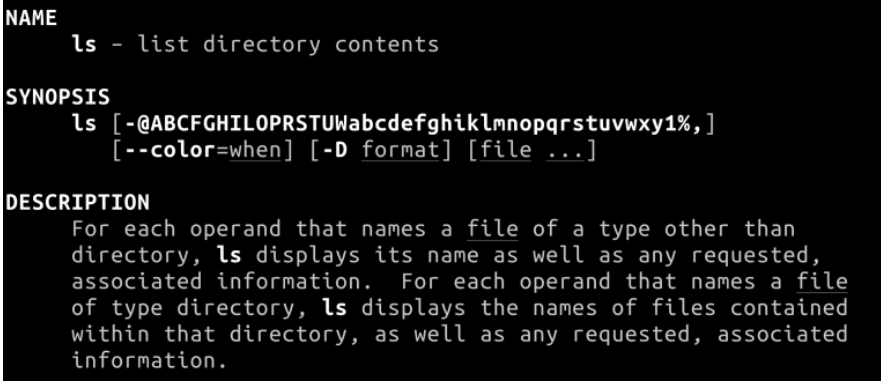 NAME
ls – list directory contents
SYNOPSIS
ls [-@ABCFGHILOPRSTUWabcdefghiklmnopqrstuvwxy1%,]
[--color=when] [-D format] [file ...]
DESCRIPTION
For each operand that names a file of a type other than
directory, ls displays its name as well as any requested,
associated information.  For each operand that names a file
of type directory, ls displays the names of files contained
within that directory, as well as any requested, associated
information.